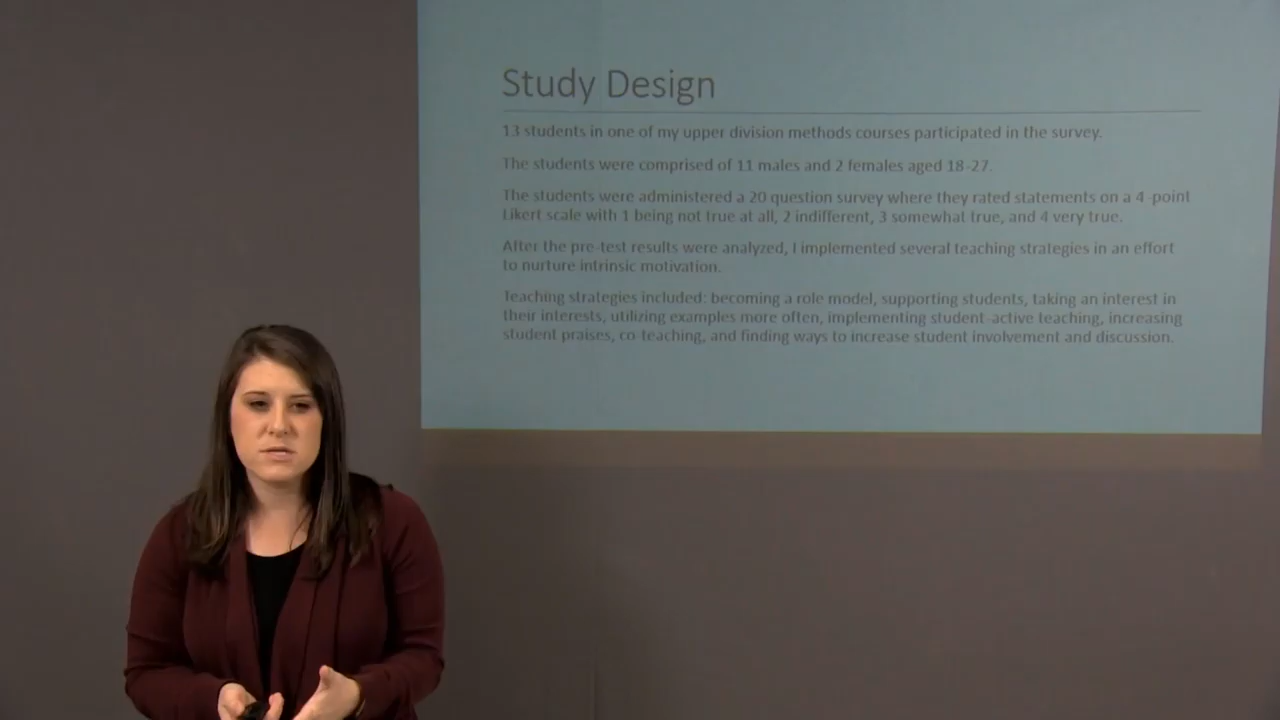 Study Design
13 students in one of my upper division methods courses participated in the survey.
The students were comprised of 11 males and 2 females aged 18-27.
The students were administered a 20 question survey where they rated statements on a 4-point
Likert scale with 1 being not true at all, 2 indifferent, 3 somewhat true, and 4 very true.
After the pre-test results were analyzed, I implemented several teaching strategies in an effort
to nurture intrinsic motivation.
Teaching strategies included: becoming a role model, supporting students, taking an interest in
their interests, utilizing examples more often, implementing student-active teaching, increasing
student praises, co-teaching, and finding ways to increase student involvement and discussion.